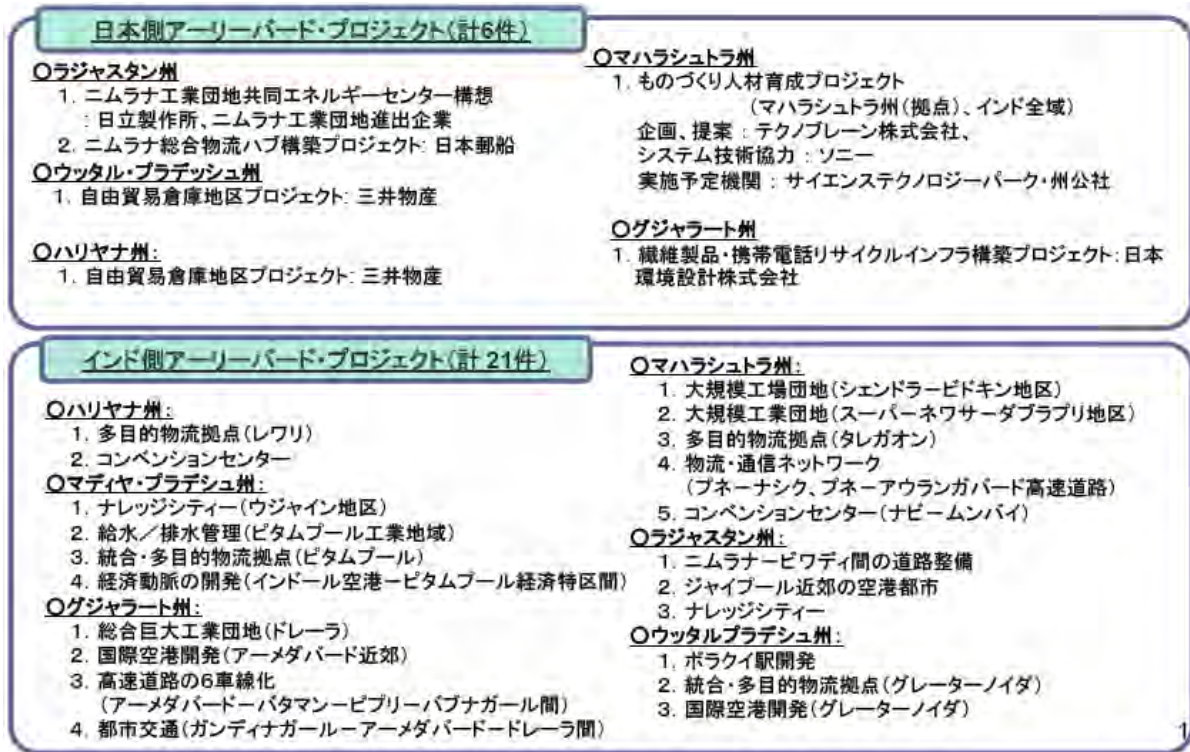 日本側アーリーバード・プロジェクト(計6件)
〇ラジャスタン州
1. ニムラナ工業団地共同エネルギーセンター構想
:日立製作所、ニムラナ工業団地進出企業
2. ニムラナ総合物流ハブ構築プロジェクト: 日本郵船
〇ウッタル・プラデッシュ州
1. 自由貿易倉庫地区プロジェクト: 三井物産
〇ハリヤナ州:
1. 自由貿易倉庫地区プロジェクト: 三井物産
〇マハラシュトラ州
1. ものづくり人材育成プロジェクト
(マハラシュトラ州(拠点)、インド全域)
企画、提案 : テクノブレーン株式会社、
システム技術協力 : ソニー
実施予定機関 : サイエンステクノロジーパーク・州公社
〇グジャラート州
1. 繊維製品・携帯電話リサイクルインフラ構築プロジェクト:日本
環境設計株式会社
インド側アーリーバード・プロジェクト(計 21件)
〇ハリヤナ州:
1. 多目的物流拠点(レワリ)
2. コンベンションセンター
〇マディヤ・プラデシュ州:
1. ナレッジシティー(ウジャイン地区)
2. 給水/排水管理(ピタムプール工業地域)
3. 統合・多目的物流拠点(ピタムプール)
4. 経済動脈の開発(インドール空港ーピタムプール経済特区間)
〇グジャラート州:
1. 総合巨大工業団地(ドレーラ)
2. 国際空港開発(アーメダバード近郊)
3. 高速道路の6車線化
(アーメダバードーバタマンーピプリーバブナガール間)
4. 都市交通(ガンディナガールーアーメダバードードレーラ間)
〇マハラシュトラ州:
1. 大規模工場団地(シェンドラービドキン地区)
2. 大規模工業団地(スーパーネワサーダブラプリ地区)
3. 多目的物流拠点(タレガオン)
4. 物流・通信ネットワーク
(プネーナシク、プネーアウランガバード高速道路)
5. コンベンションセンター(ナビームンバイ)
〇ラジャスタン州:
1. ニムラナービワディ間の道路整備
2. ジャイプール近郊の空港都市
3. ナレッジシティー
〇ウッタルプラデシュ州:
1. ボラクイ駅開発
2. 統合・多目的物流拠点(グレーターノイダ)
3. 国際空港開発(グレーターノイダ)
1